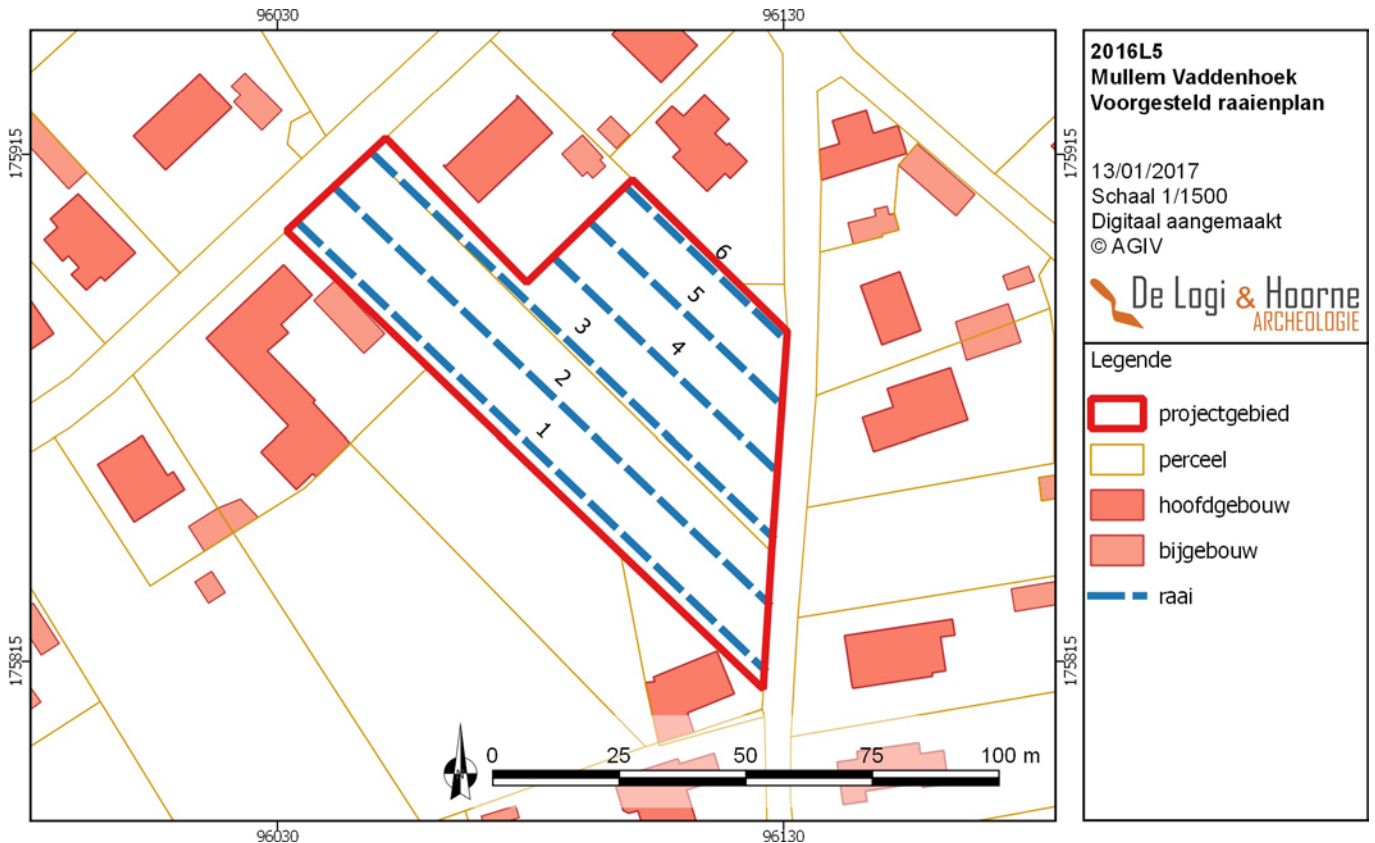 96030
96130
175915
175915
6
5
3
4
2
1
175815
175815
0
25
50
75
100 m
96030
96130
2016L5
Mullem Vaddenhoek
Voorgesteld raaienplan
13/01/2017
Schaal 1/1500
Digitaal aangemaakt
© AGIV
De Logi & Hoorne
ARCHEOLOGIE
Legende
projectgebied
perceel
hoofdgebouw
bijgebouw
raai